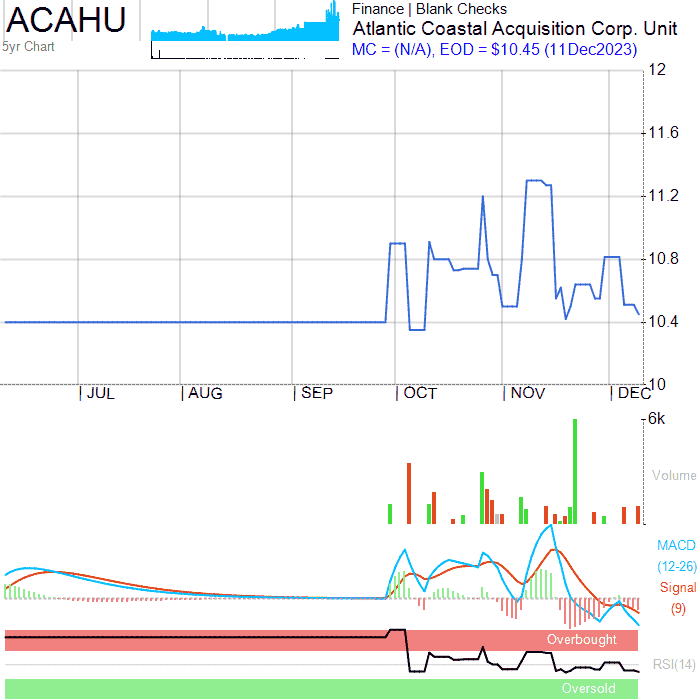 ACAHU
5yr Chart
Finance | Blank Checks
Atlantic Coastal Acquisition Corp. Unit
MC = (N/A), EOD = $10.45 (11Dec2023)
12
11.6
11.2
10.8
10.4
10
JUL AUG SEP OCT NOV DEC
6k
Volume
MACD
(12-26)
Signal
(9)
Overbought
RSI(14)
Oversold